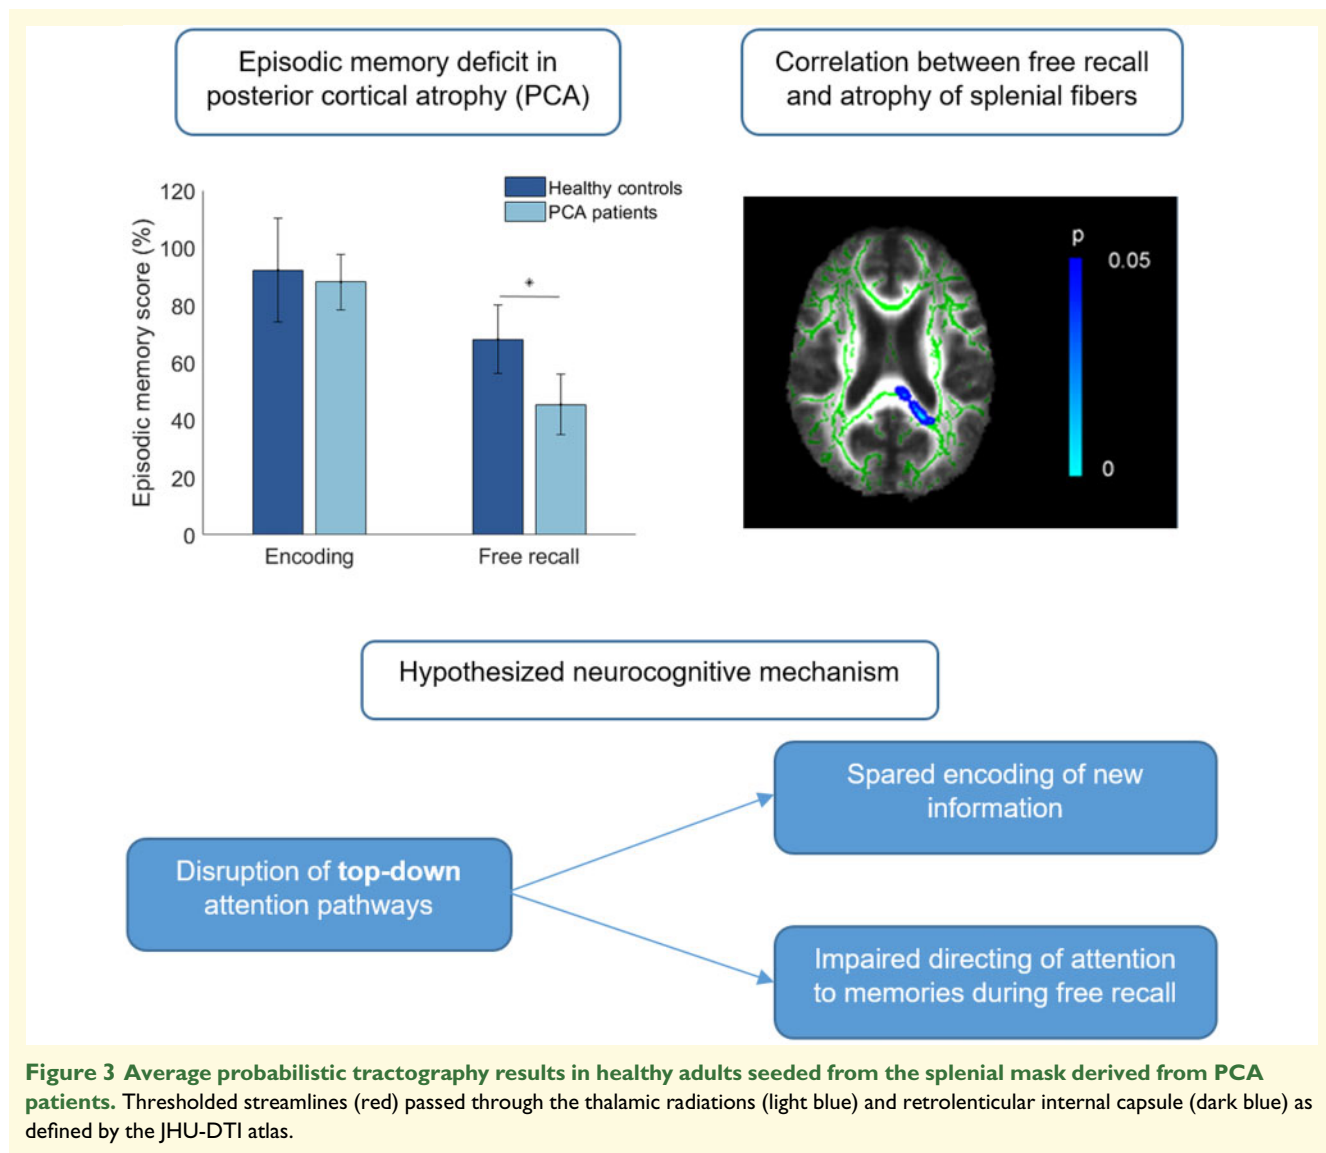 Episodic memory deficit in
posterior cortical atrophy (PCA)
Correlation between free recall
and atrophy of splenial fibers
Healthy controls
PCA patients
Episodic memory score (%)
120
100
80
60
40
20
0
*
Encoding
Free recall
p
0.05
0
Hypothesized neurocognitive mechanism
Disruption of top-down
attention pathways
Spared encoding of new
information
Impaired directing of attention
to memories during free recall
Figure 3 Average probabilistic tractography results in healthy adults seeded from the splenial mask derived from PCA
patients. Thresholded streamlines (red) passed through the thalamic radiations (light blue) and retrolenticular internal capsule (dark blue) as
defined by the JHU-DTI atlas.